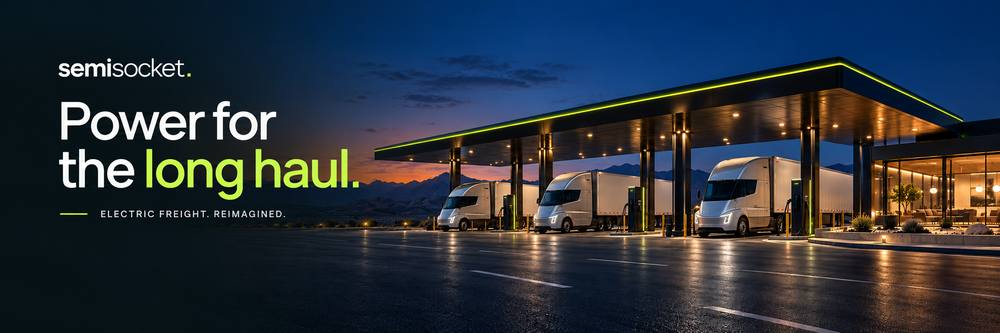 semisocket.
Power for
the long haul.
ELECTRIC FREIGHT. REIMAGINED.